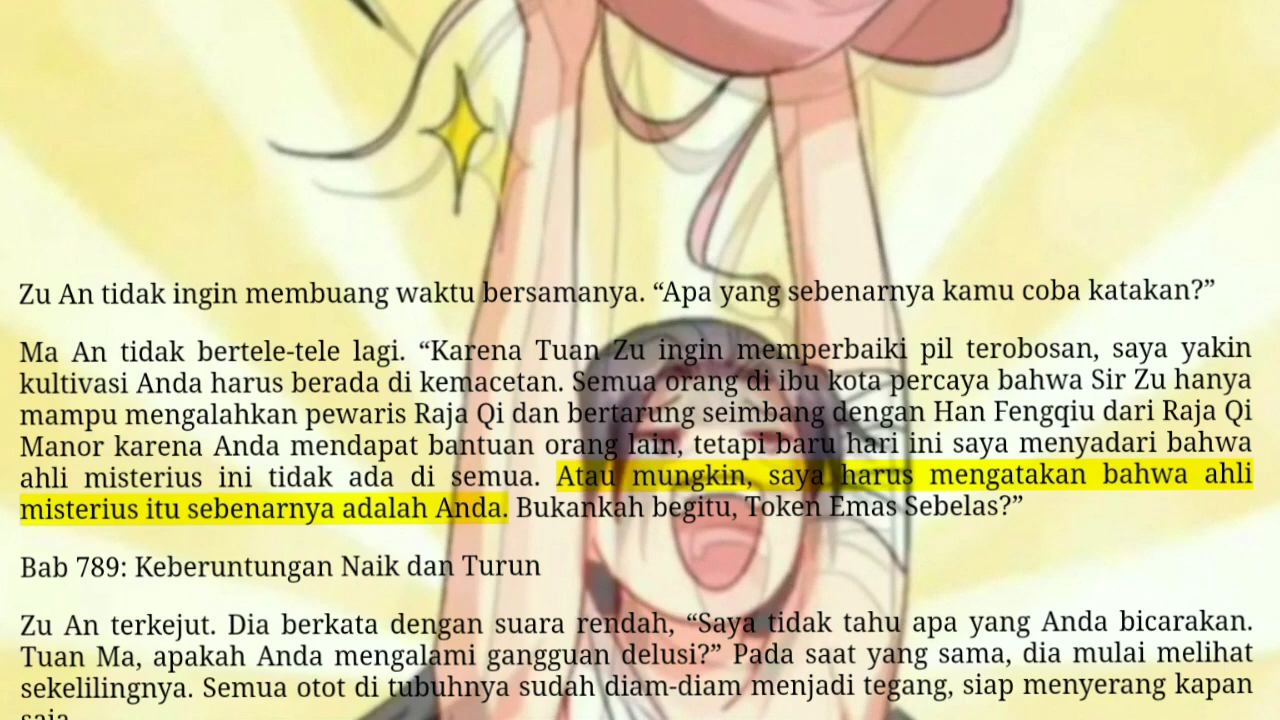 Zu An tidak ingin membuang waktu bersamanya. “Apa yang sebenarnya kamu coba katakan?”
Ma An tidak bertele-tele lagi. “Karena Tuan Zu ingin memperbaiki pil terobosan, saya yakin
kultivasi Anda harus berada di kemacetan. Semua orang di ibu kota percaya bahwa Sir Zu hanya
mampu mengalahkan pewaris Raja Qi dan bertarung seimbang dengan Han Fengqiu dari Raja Qi
Manor karena Anda mendapat bantuan orang lain, tetapi baru hari ini saya menyadari bahwa
ahli misterius ini tidak ada di semua. Atau mungkin, saya harus mengatakan bahwa ahli
misterius itu sebenarnya adalah Anda. Bukankah begitu, Token Emas Sebelas?”
Bab 789: Keberuntungan Naik dan Turun
Zu An terkejut. Dia berkata dengan suara rendah, “Saya tidak tahu apa yang Anda bicarakan.
Tuan Ma, apakah Anda mengalami gangguan delusi?” Pada saat yang sama, dia mulai melihat
sekelilingnya. Semua otot di tubuhnya sudah diam-diam menjadi tegang, siap menyerang kapan
saja